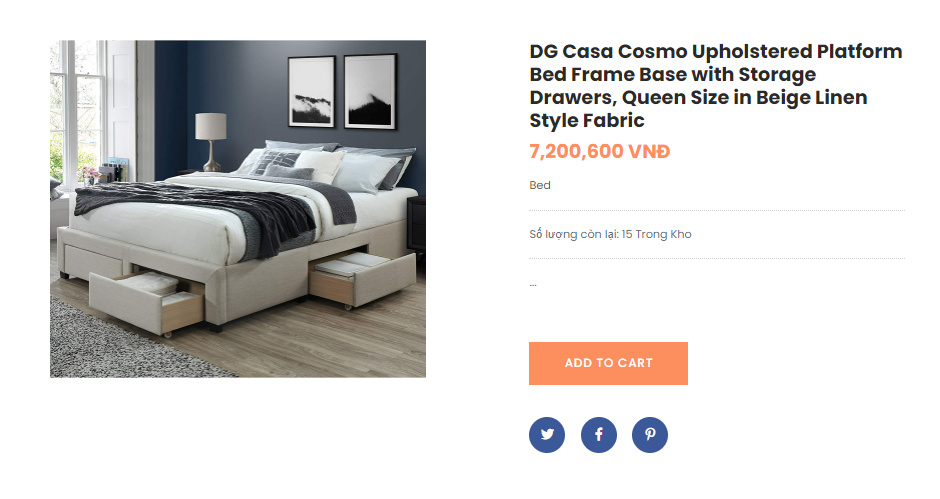 DG Casa Cosmo Upholstered Platform
Bed Frame Base with Storage
Drawers, Queen Size in Beige Linen
Style Fabric
7,200,600 VNĐ
Bed
Số lượng còn lại: 15 Trong Kho
...
ADD TO CART